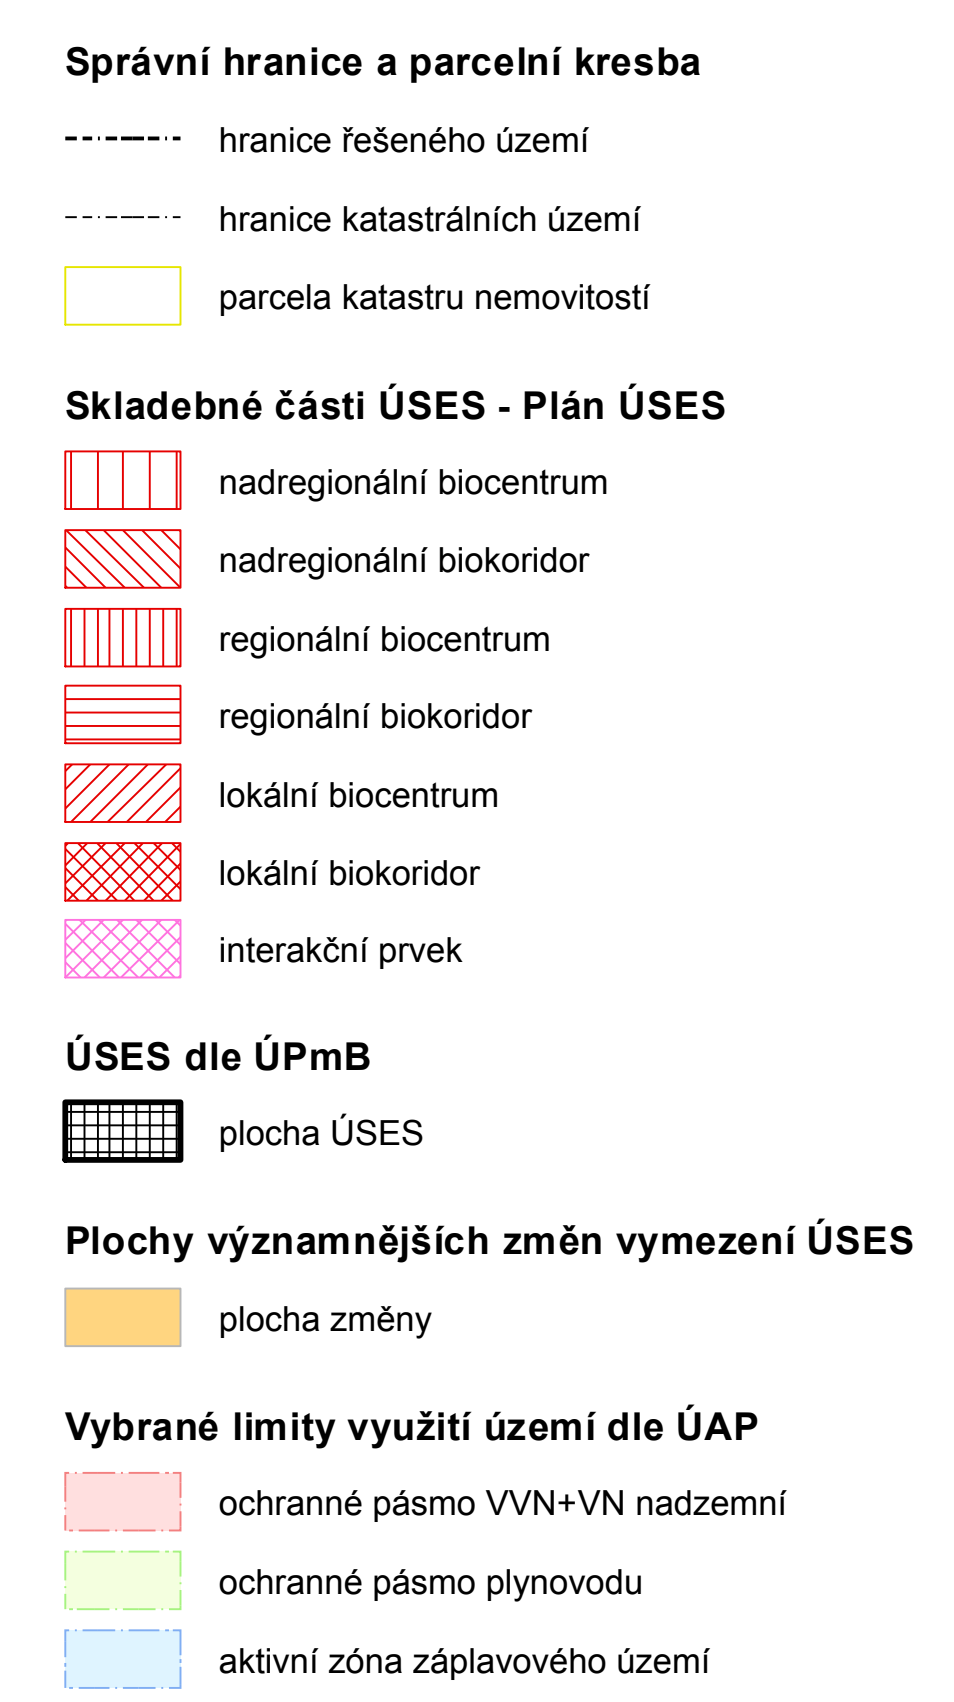 Správní hranice a parcelní kresba
hranice řešeného území
hranice katastrálních území
parcela katastru nemovitostí
Skladebné části ÚSES - Plán ÚSES
nadregionální biocentrum
nadregionální biokoridor
regionální biocentrum
regionální biokoridor
lokální biocentrum
lokální biokoridor
interakční prvek
ÚSES dle ÚPmB
plocha ÚSES
Plochy významnějších změn vymezení ÚSES
plocha změny
Vybrané limity využití území dle ÚAP
ochranné pásmo VVN+VN nadzemní
ochranné pásmo plynovodu
aktivní zóna záplavového území